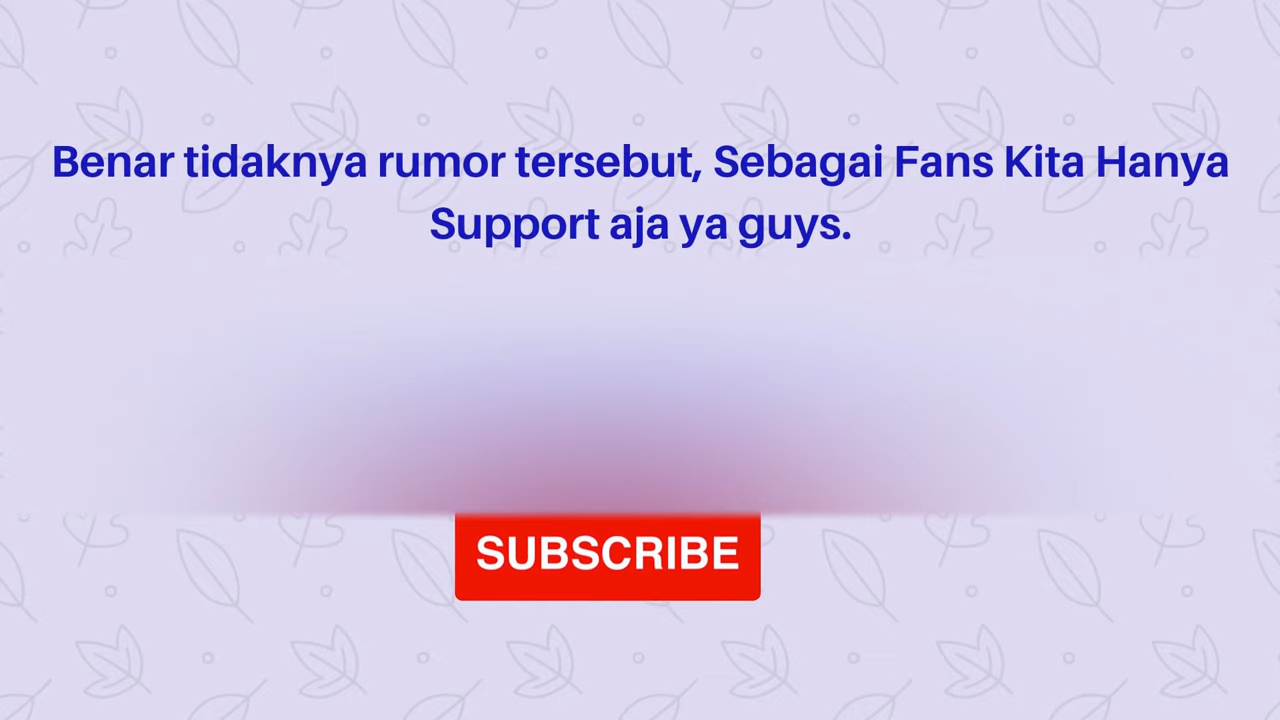 Benar tidaknya rumor tersebut, Sebagai Fans Kita Hanya
Support aja ya guys.
SUBSCRIBE